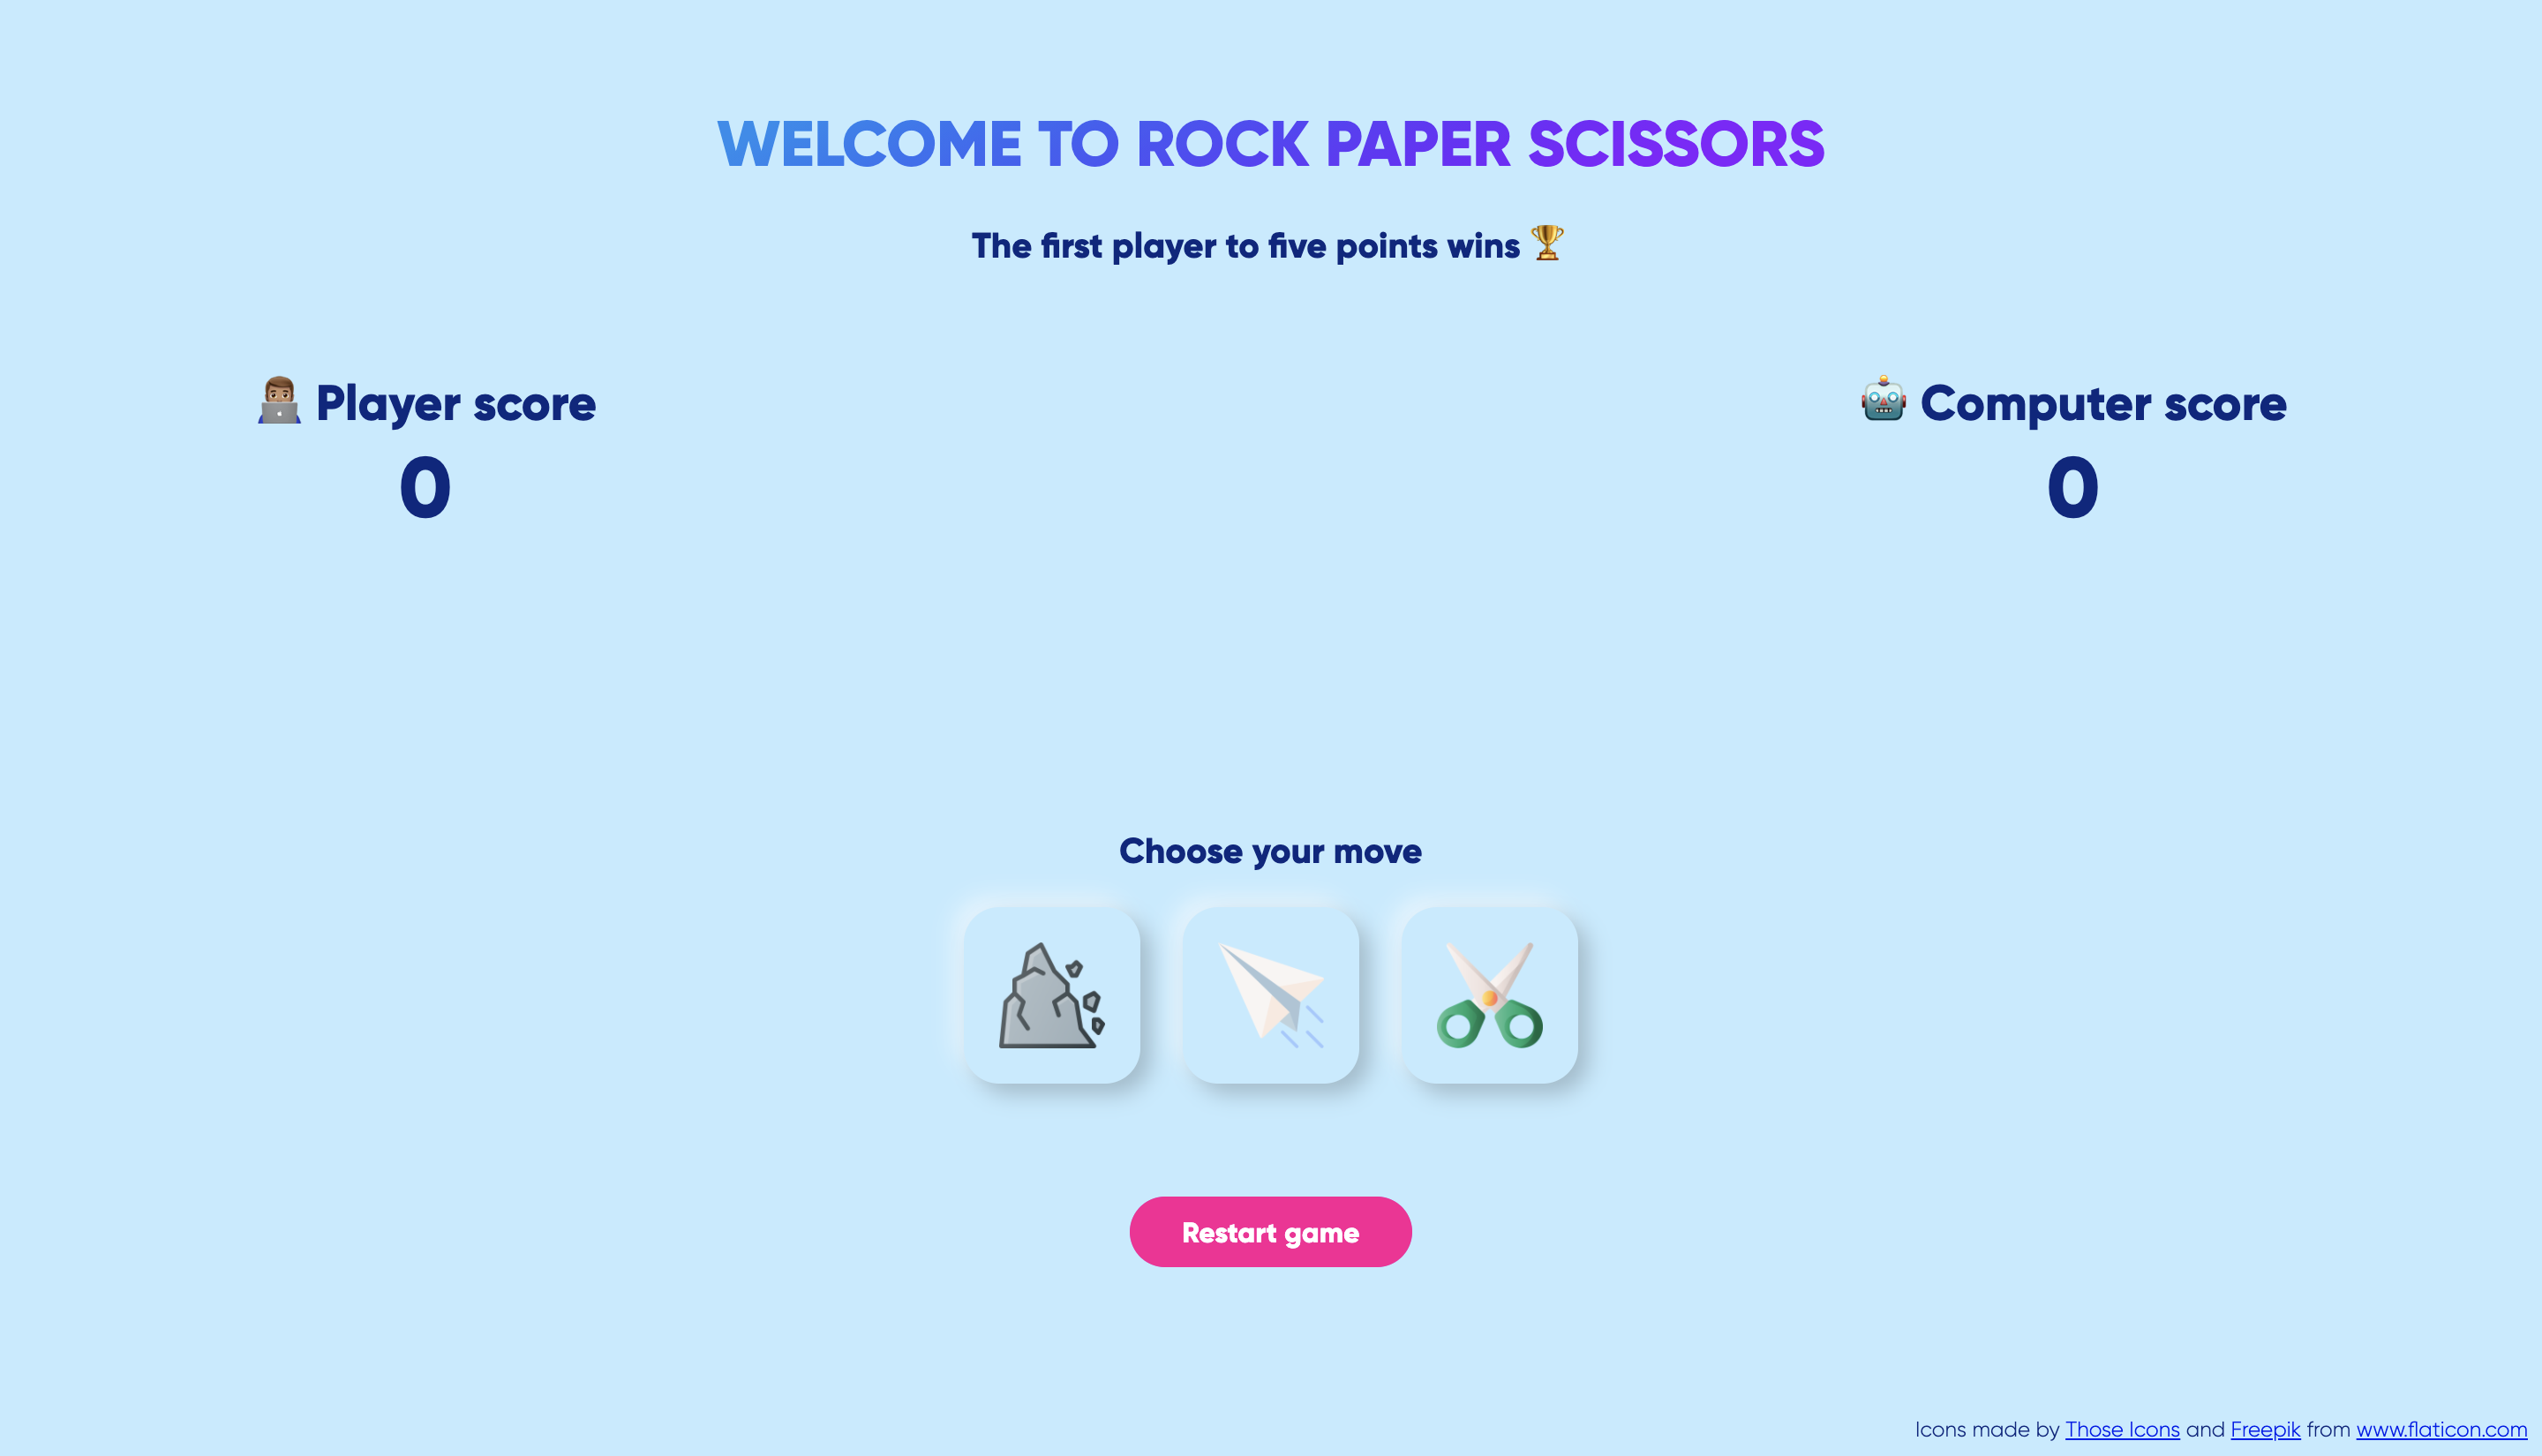 WELCOME TO ROCK PAPER SCISSORS
The first player to five points wins 🏆
👨🏽‍💻 Player score
0
🤖 Computer score
0
Choose your move
Restart game
Icons made by Those Icons and Freepik from www.flaticon.com